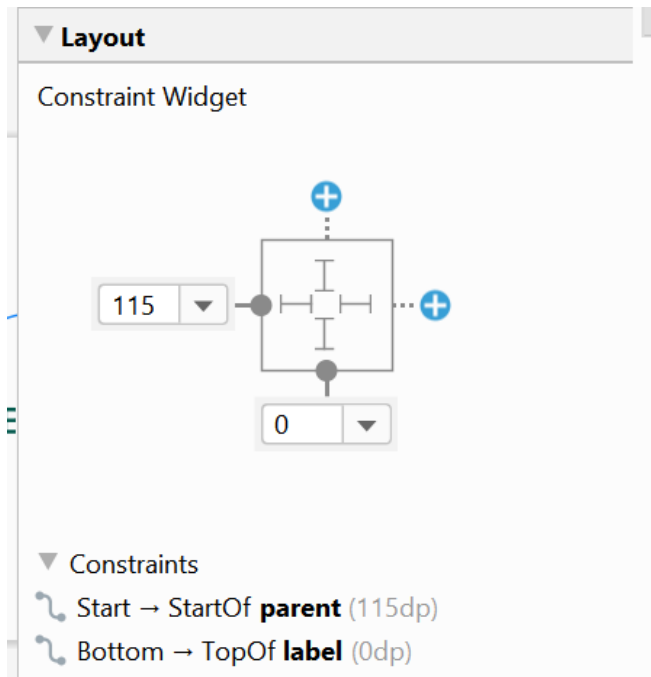 Layout
Constraint Widget
115
0
Constraints
Start → StartOf parent (115dp)
Bottom → TopOf label (0dp)